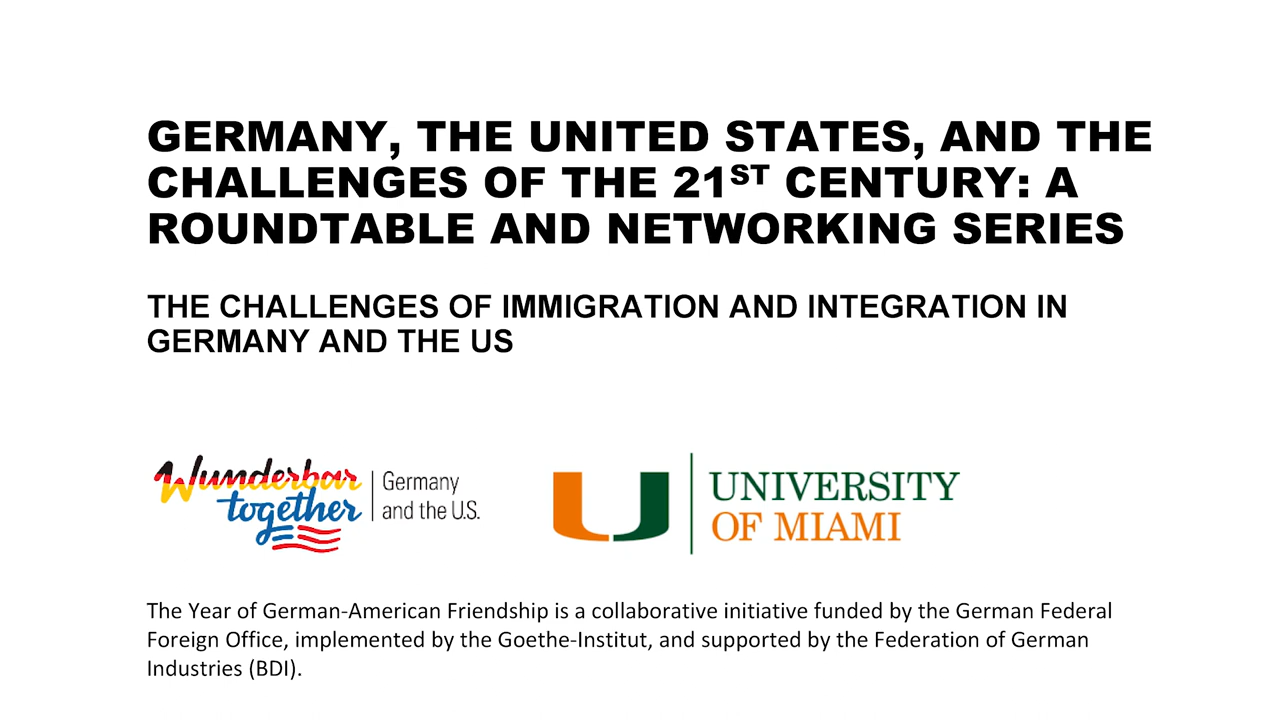 GERMANY, THE UNITED STATES, AND THE
CHALLENGES OF THE 21ST CENTURY: A
ROUNDTABLE AND NETWORKING SERIES
THE CHALLENGES OF IMMIGRATION AND INTEGRATION IN
GERMANY AND THE US
Wunderbar
together
Germany
and the U.S.
UNIVERSITY
OF MIAMI
The Year of German-American Friendship is a collaborative initiative funded by the German Federal
Foreign Office, implemented by the Goethe-Institut, and supported by the Federation of German
Industries (BDI).